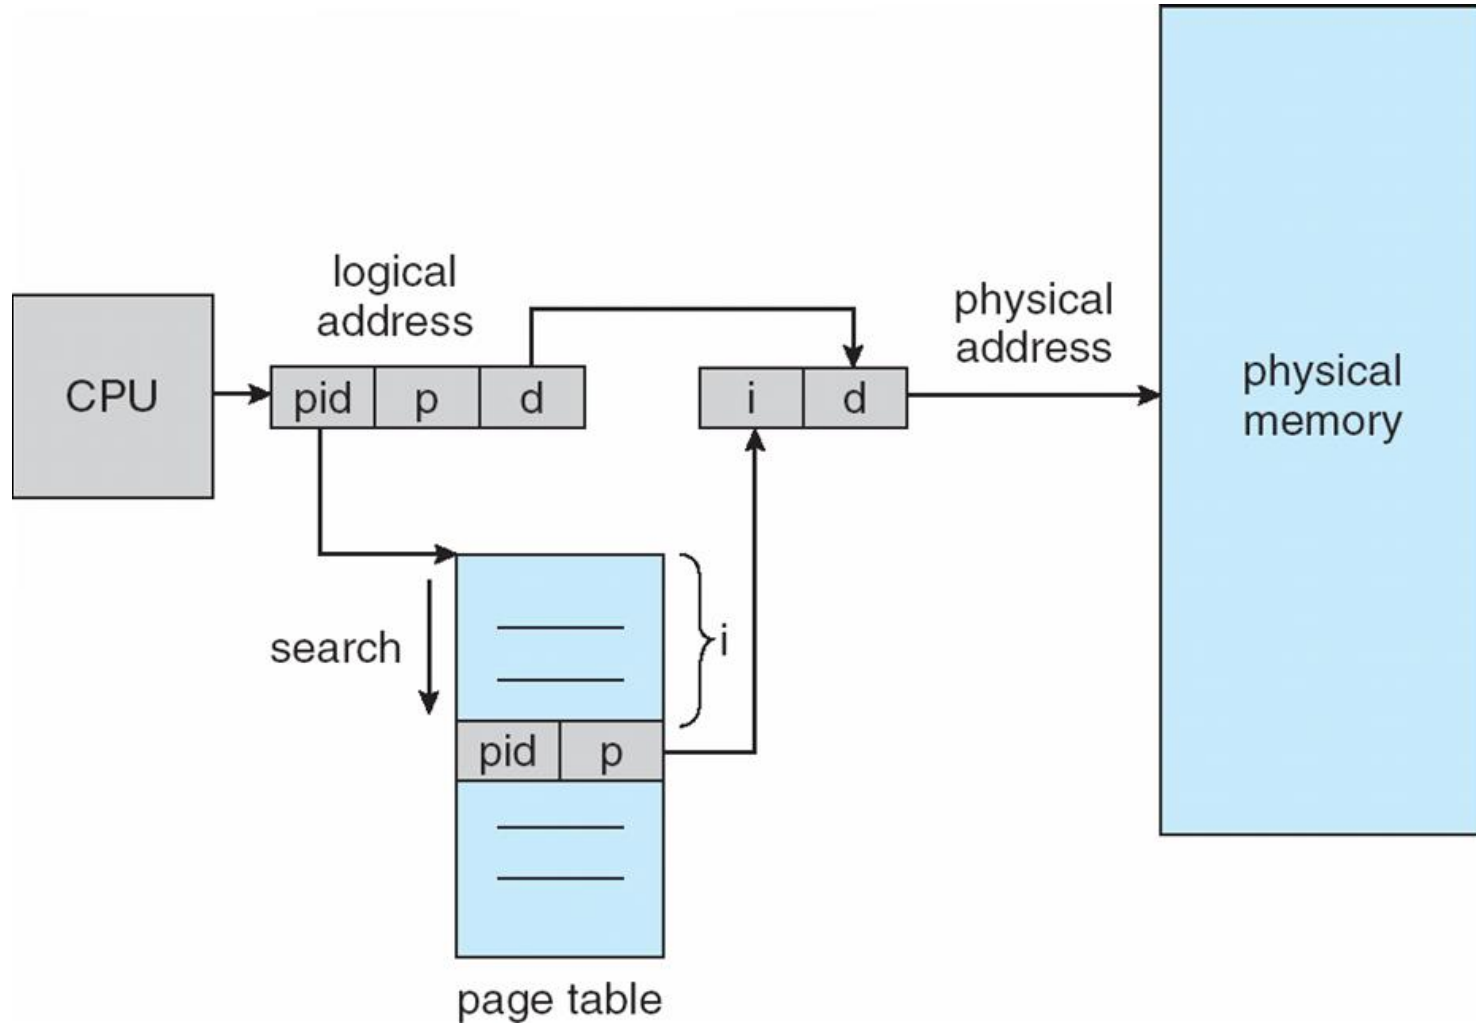 logical
address
physical
address
CPU
pid p d
i d
physical
memory
search
i
pid p
page table